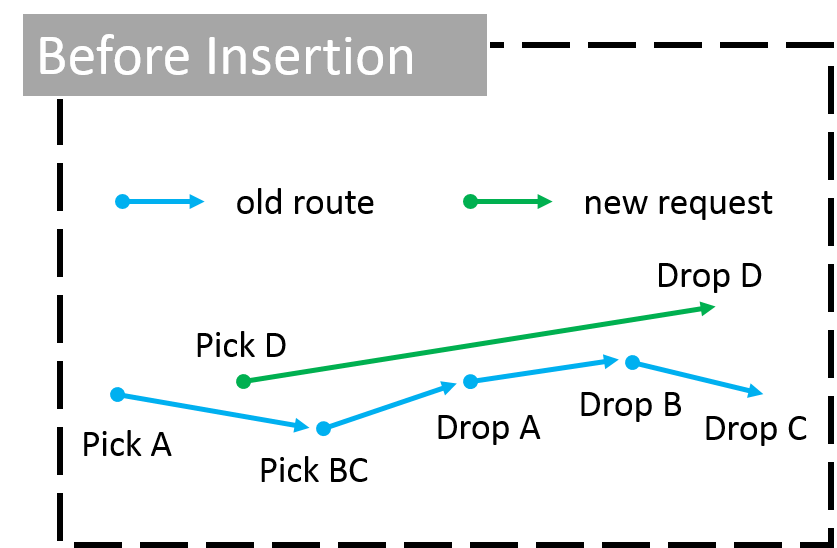 Before Insertion
old route
new request
Drop D
Pick D
Drop B
Drop A
Drop C
Pick A
Pick BC